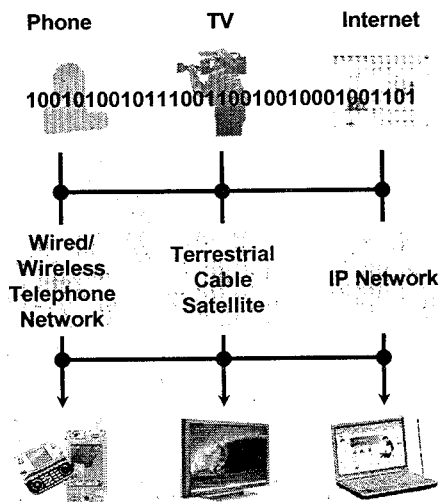 Phone TV Internet
100101001011100110010010001001101
Wired/
Wireless
Telephone
Network
Terrestrial
Cable
Satellite
IP Network